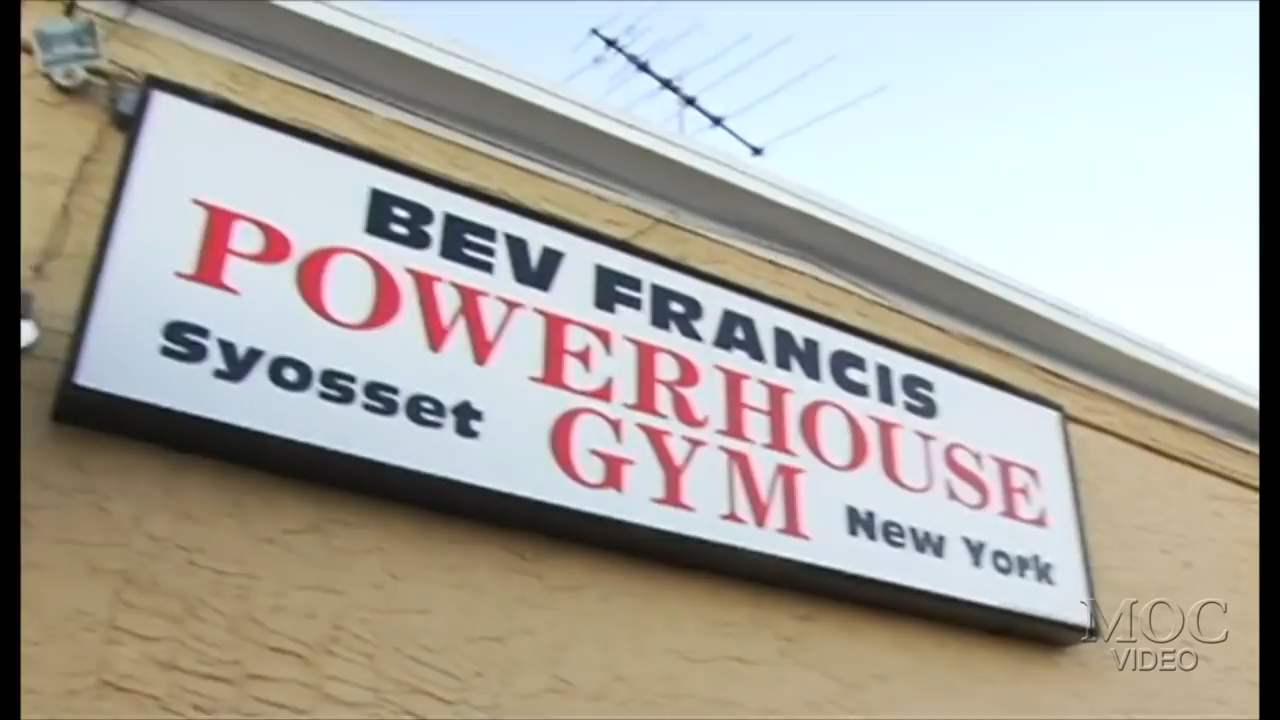 BEV FRANCIS
POWERHOUSE
Syosset GYM New York
MOC
VIDEO